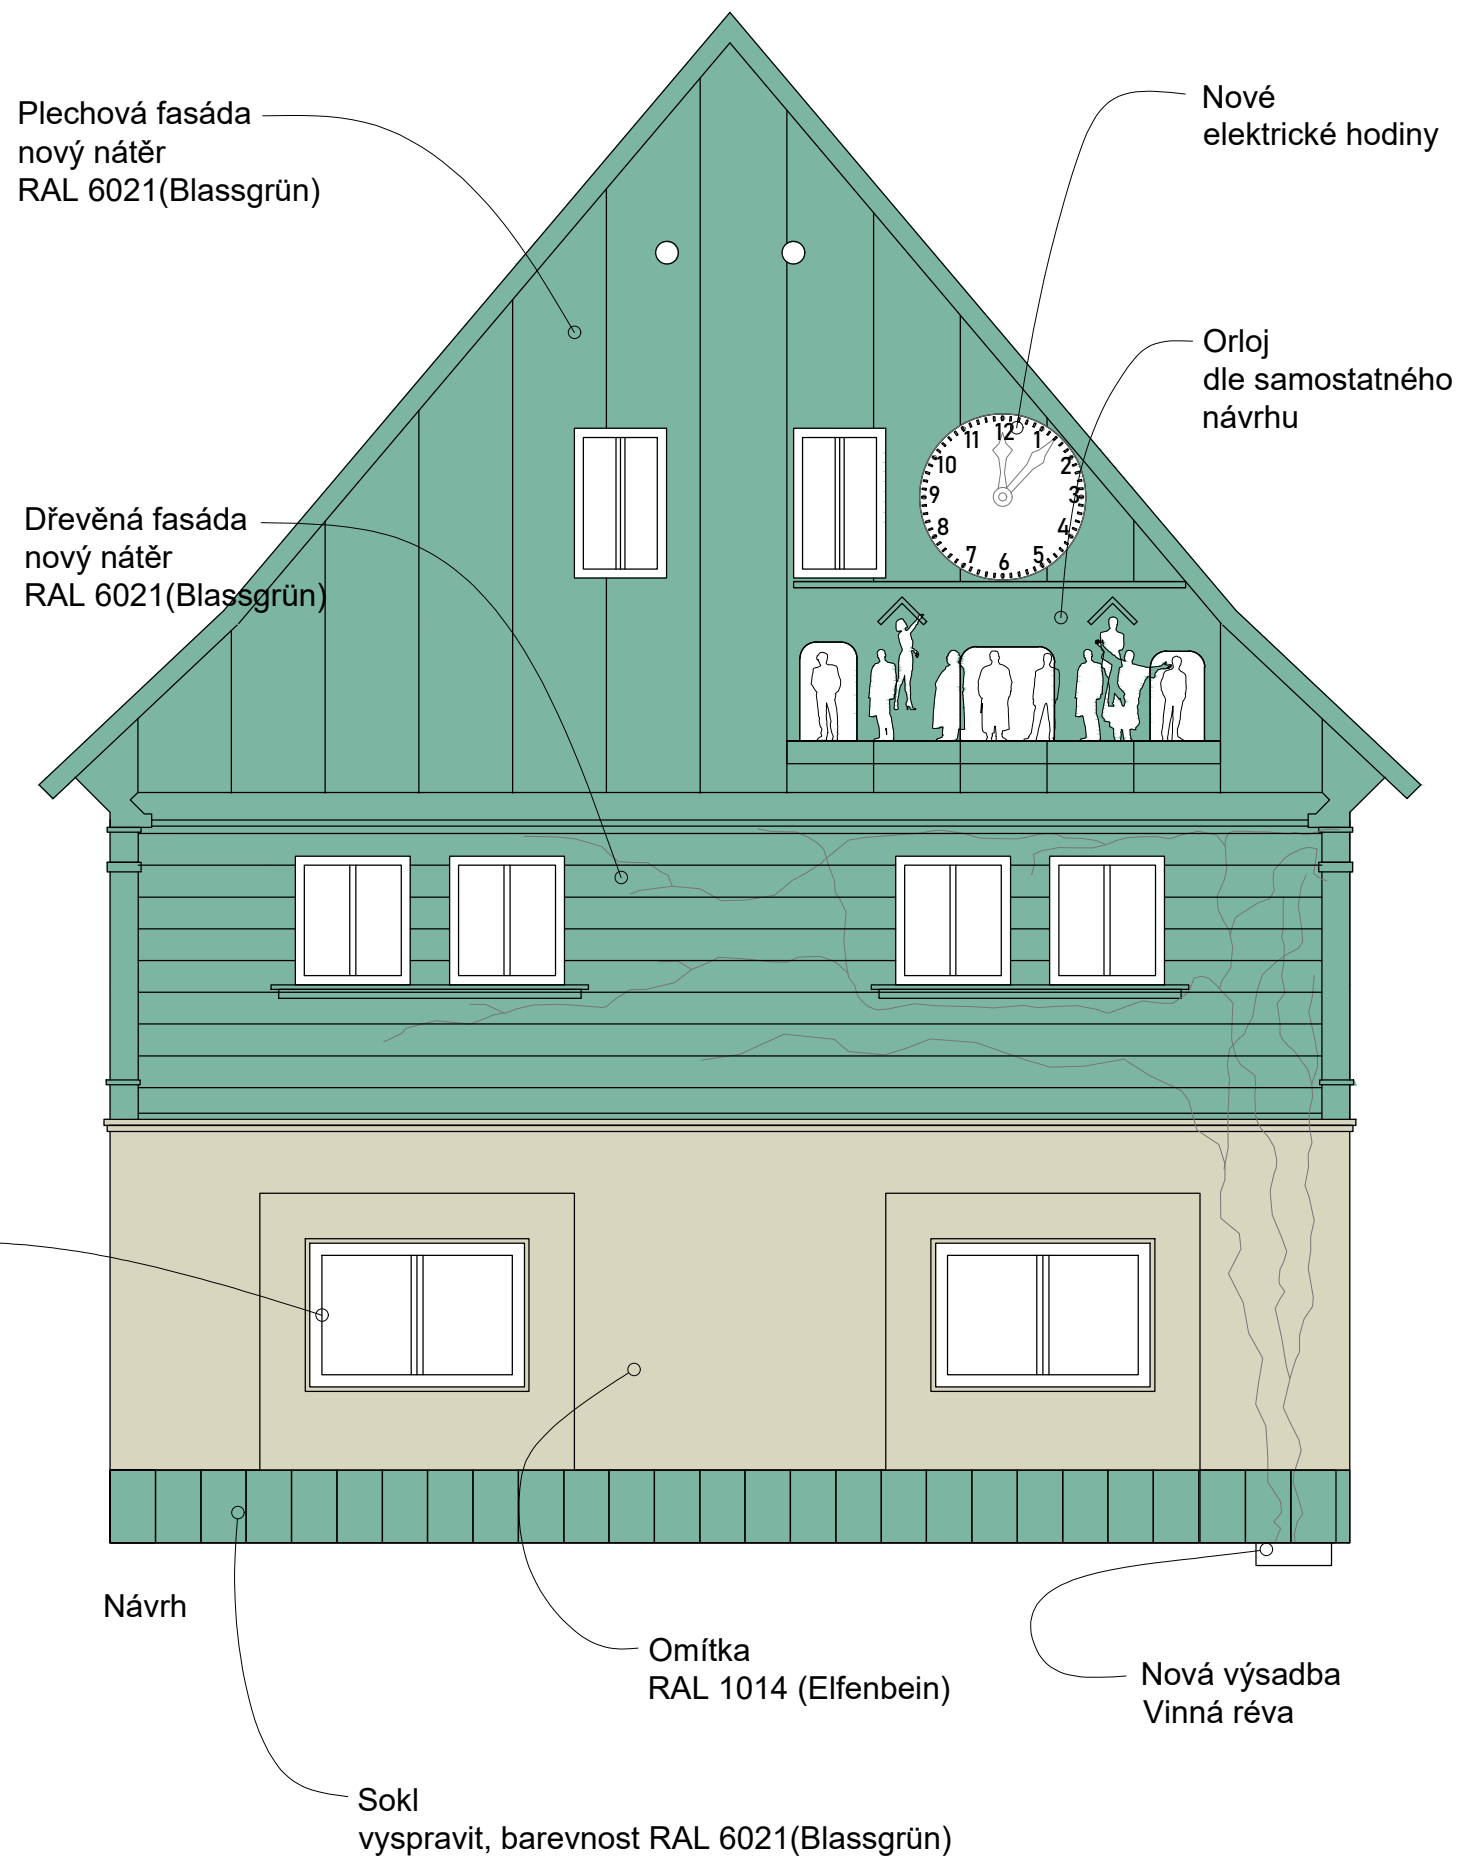 Plechová fasáda
nový nátěr
RAL 6021(Blassgrün)
Nové
elektrické hodiny
Orloj
dle samostatného
návrhu
12
1
2
3
4
5
6
7
8
9
10
11
Dřevěná fasáda
nový nátěr
RAL 6021(Blassgrün)
Návrh
Omítka
RAL 1014 (Elfenbein)
Nová výsadba
Vinná réva
Sokl
vyspravit, barevnost RAL 6021(Blassgrün)